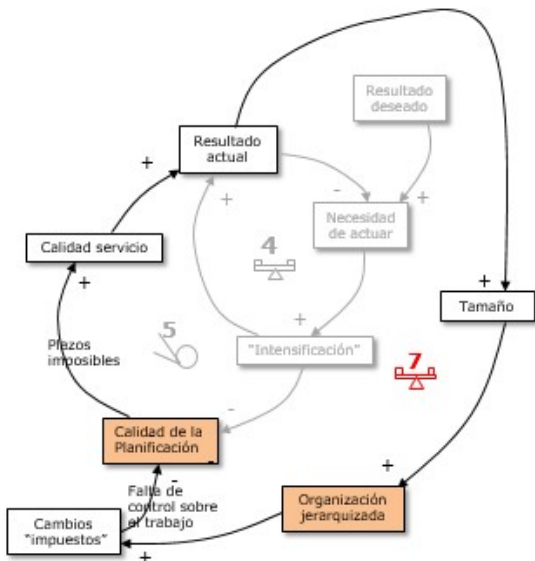 Resultado
deseado
Resultado
actual
+
-
+
+
Necesidad
de actuar
Calidad servicio
4
+
+
Tamaño
+
5
Plazos
imposibles
"Intensificación"
7
-
Calidad de la
Planificación
-
+
-
Falta de
control sobre
el trabajo
Organización
jerarquizada
Cambios
"impuestos"
+